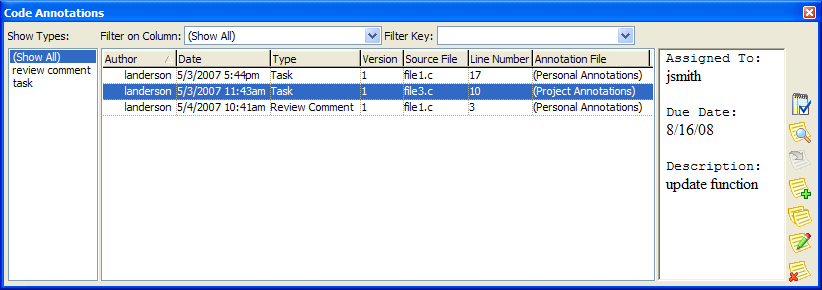 Code Annotations
Show Types: Filter on Column: (Show All) Filter Key:
(Show All)
review comment
task
Author Date Type Version Source File Line Number Annotation File
landerson 5/3/2007 5:44pm Task 1 file1.c 17 (Personal Annotations)
landerson 5/3/2007 11:43am Task 1 file3.c 10 (Project Annotations)
landerson 5/4/2007 10:41am Review Comment 1 file1.c 3 (Personal Annotations)
Assigned To:
jsmith
Due Date:
8/16/08
Description:
update function